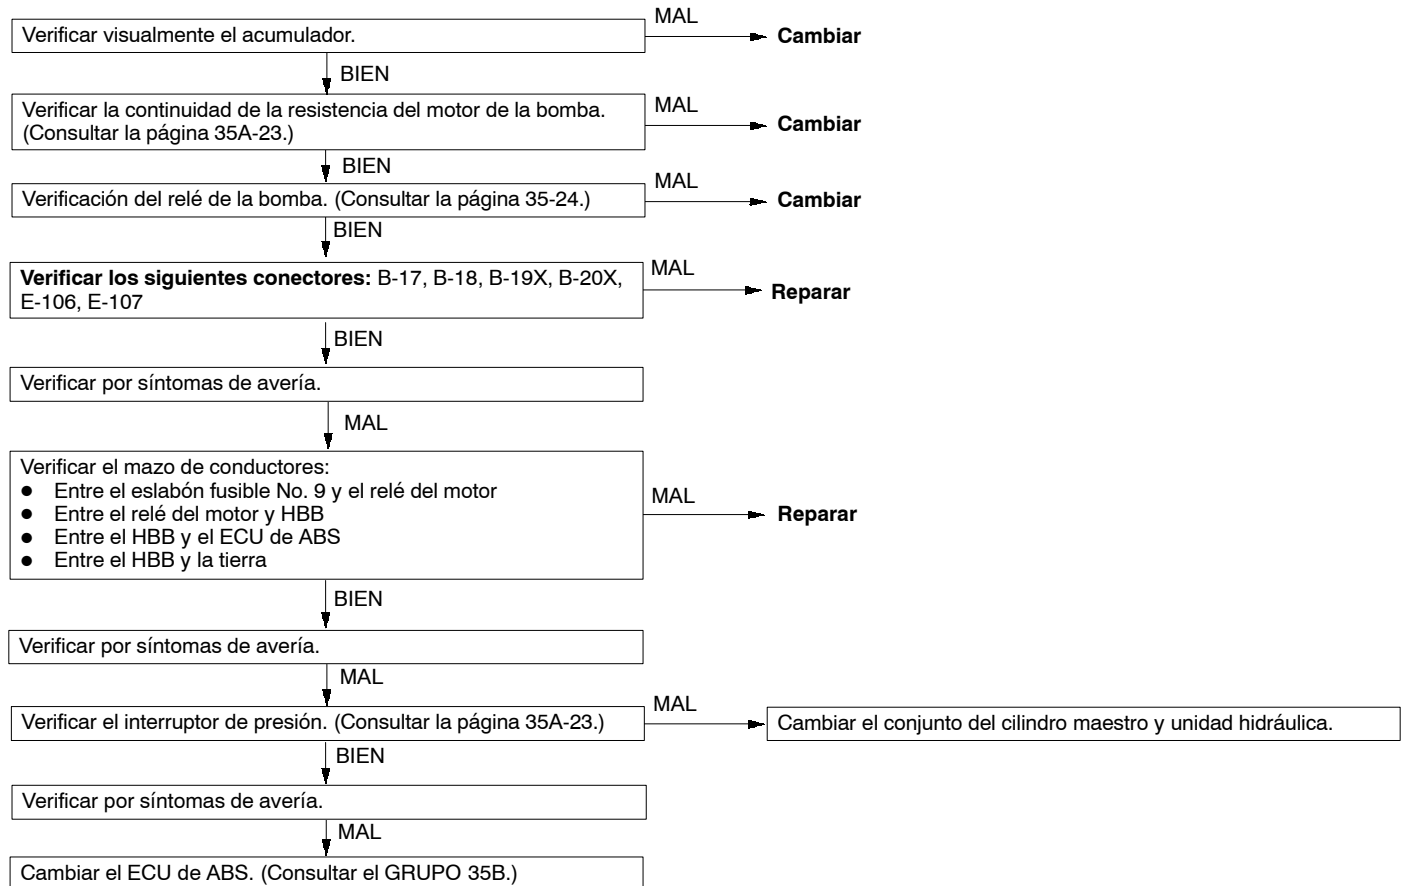 Verificar visualmente el acumulador.
MAL
Cambiar
BIEN
Verificar la continuidad de la resistencia del motor de la bomba.
(Consultar la página 35A-23.)
MAL
Cambiar
BIEN
Verificación del relé de la bomba. (Consultar la página 35-24.)
MAL
Cambiar
BIEN
Verificar los siguientes conectores: B-17, B-18, B-19X, B-20X,
E-106, E-107
MAL
Reparar
BIEN
Verificar por síntomas de avería.
MAL
Verificar el mazo de conductores:
● Entre el eslabón fusible No. 9 y el relé del motor
● Entre el relé del motor y HBB
● Entre el HBB y el ECU de ABS
● Entre el HBB y la tierra
MAL
Reparar
BIEN
Verificar por síntomas de avería.
MAL
Verificar el interruptor de presión. (Consultar la página 35A-23.)
MAL
Cambiar el conjunto del cilindro maestro y unidad hidráulica.
BIEN
Verificar por síntomas de avería.
MAL
Cambiar el ECU de ABS. (Consultar el GRUPO 35B.)